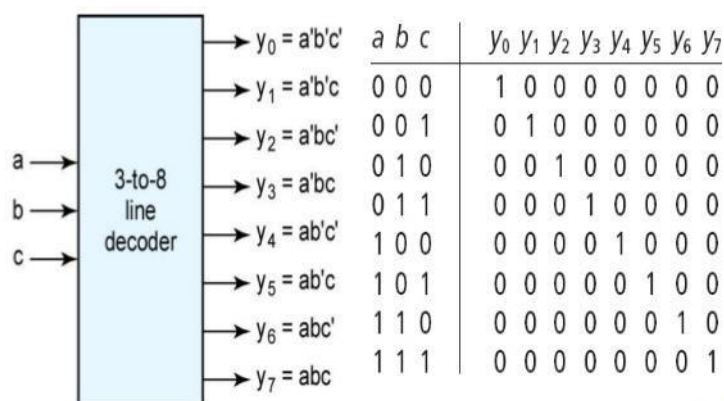 a
b
c
3-to-8
line
decoder
y₀ = a'b'c'
y₁ = a'b'c
y₂ = a'bc'
y₃ = a'bc
y₄ = ab'c'
y₅ = ab'c
y₆ = abc'
y₇ = abc
a b c y₀ y₁ y₂ y₃ y₄ y₅ y₆ y₇
0 0 0 1 0 0 0 0 0 0 0
0 0 1 0 1 0 0 0 0 0 0
0 1 0 0 0 1 0 0 0 0 0
0 1 1 0 0 0 1 0 0 0 0
1 0 0 0 0 0 0 1 0 0 0
1 0 1 0 0 0 0 0 1 0 0
1 1 0 0 0 0 0 0 0 1 0
1 1 1 0 0 0 0 0 0 0 1